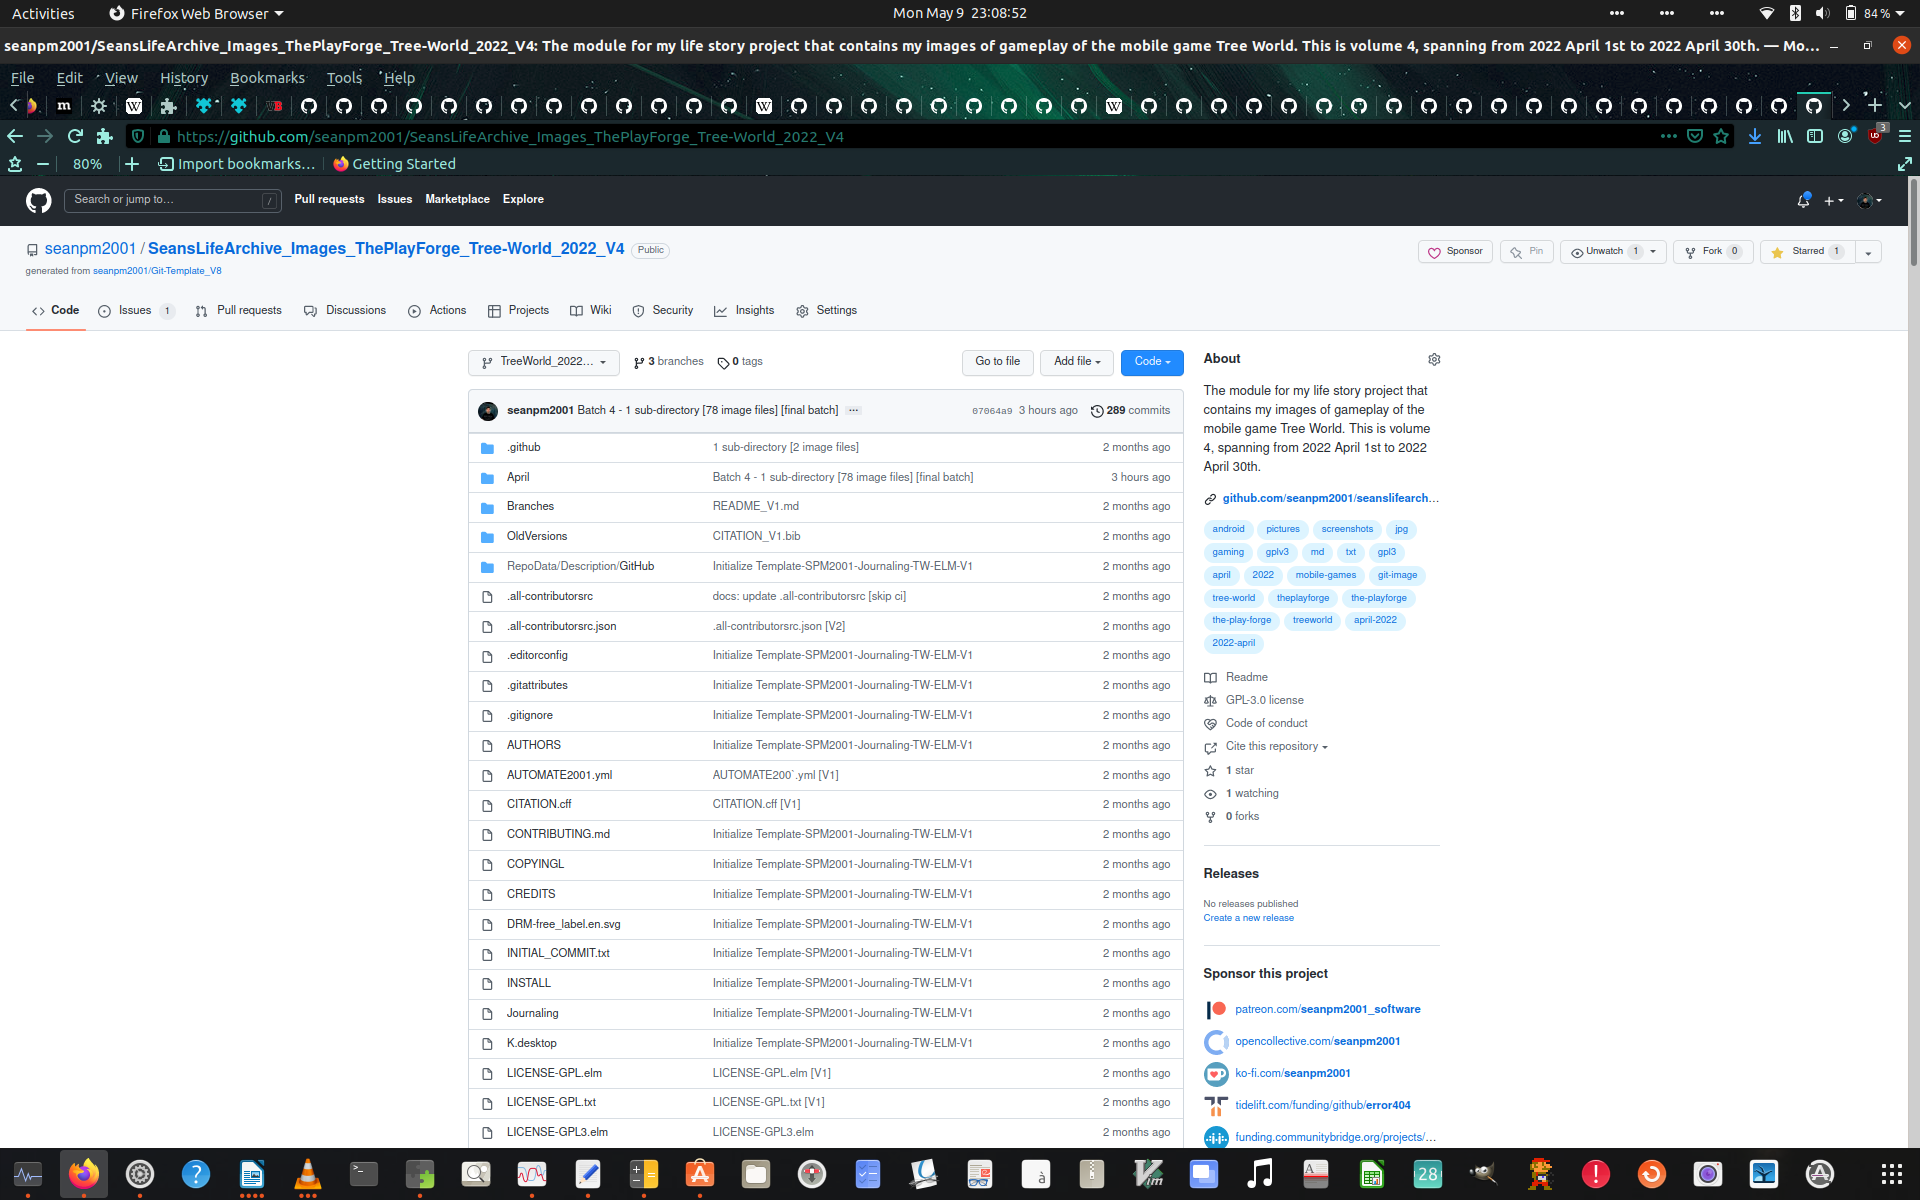 Activities
Firefox Web Browser
Mon May 9 23:08:52
84 %
seanpm2001/SeansLifeArchive_Images_ThePlayForge_Tree-World_2022_V4: The module for my life story project that contains my images of gameplay of the mobile game Tree World. This is volume 4, spanning from 2022 April 1st to 2022 April 30th. — Mo...
File Edit View History Bookmarks Tools Help
https://github.com/seanpm2001/SeansLifeArchive_Images_ThePlayForge_Tree-World_2022_V4
3
80% Import bookmarks... Getting Started
Search or jump to... /
Pull requests Issues Marketplace Explore
seanpm2001 / SeansLifeArchive_Images_ThePlayForge_Tree-World_2022_V4 Public
generated from seanpm2001/Git-Template_V8
Sponsor Pin Unwatch 1 Fork 0 Starred 1
Code Issues 1 Pull requests Discussions Actions Projects Wiki Security Insights Settings
TreeWorld_2022... 3 branches 0 tags Go to file Add file Code
seanpm2001 Batch 4 - 1 sub-directory [78 image files] [final batch] ... 07064a9 3 hours ago 289 commits
.github 1 sub-directory [2 image files] 2 months ago
April Batch 4 - 1 sub-directory [78 image files] [final batch] 3 hours ago
Branches README_V1.md 2 months ago
OldVersions CITATION_V1.bib 2 months ago
RepoData/Description/GitHub Initialize Template-SPM2001-Journaling-TW-ELM-V1 2 months ago
.all-contributorsrc docs: update .all-contributorsrc [skip ci] 2 months ago
.all-contributorsrc.json .all-contributorsrc.json [V2] 2 months ago
.editorconfig Initialize Template-SPM2001-Journaling-TW-ELM-V1 2 months ago
.gitattributes Initialize Template-SPM2001-Journaling-TW-ELM-V1 2 months ago
.gitignore Initialize Template-SPM2001-Journaling-TW-ELM-V1 2 months ago
AUTHORS Initialize Template-SPM2001-Journaling-TW-ELM-V1 2 months ago
AUTOMATE2001.yml AUTOMATE200`.yml [V1] 2 months ago
CITATION.cff CITATION.cff [V1] 2 months ago
CONTRIBUTING.md Initialize Template-SPM2001-Journaling-TW-ELM-V1 2 months ago
COPYINGL Initialize Template-SPM2001-Journaling-TW-ELM-V1 2 months ago
CREDITS Initialize Template-SPM2001-Journaling-TW-ELM-V1 2 months ago
DRM-free_label.en.svg Initialize Template-SPM2001-Journaling-TW-ELM-V1 2 months ago
INITIAL_COMMIT.txt Initialize Template-SPM2001-Journaling-TW-ELM-V1 2 months ago
INSTALL Initialize Template-SPM2001-Journaling-TW-ELM-V1 2 months ago
Journaling Initialize Template-SPM2001-Journaling-TW-ELM-V1 2 months ago
K.desktop Initialize Template-SPM2001-Journaling-TW-ELM-V1 2 months ago
LICENSE-GPL.elm LICENSE-GPL.elm [V1] 2 months ago
LICENSE-GPL.txt LICENSE-GPL.txt [V1] 2 months ago
LICENSE-GPL3.elm LICENSE-GPL3.elm 2 months ago
About
The module for my life story project that
contains my images of gameplay of the
mobile game Tree World. This is volume
4, spanning from 2022 April 1st to 2022
April 30th.
github.com/seanpm2001/seanslifearch...
android pictures screenshots jpg
gaming gplv3 md txt gpl3
april 2022 mobile-games git-image
tree-world theplayforge the-playforge
the-play-forge treeworld april-2022
2022-april
Readme
GPL-3.0 license
Code of conduct
Cite this repository
1 star
1 watching
0 forks
Releases
No releases published
Create a new release
Sponsor this project
patreon.com/seanpm2001_software
opencollective.com/seanpm2001
ko-fi.com/seanpm2001
tidelift.com/funding/github/error404
funding.communitybridge.org/projects/...
28